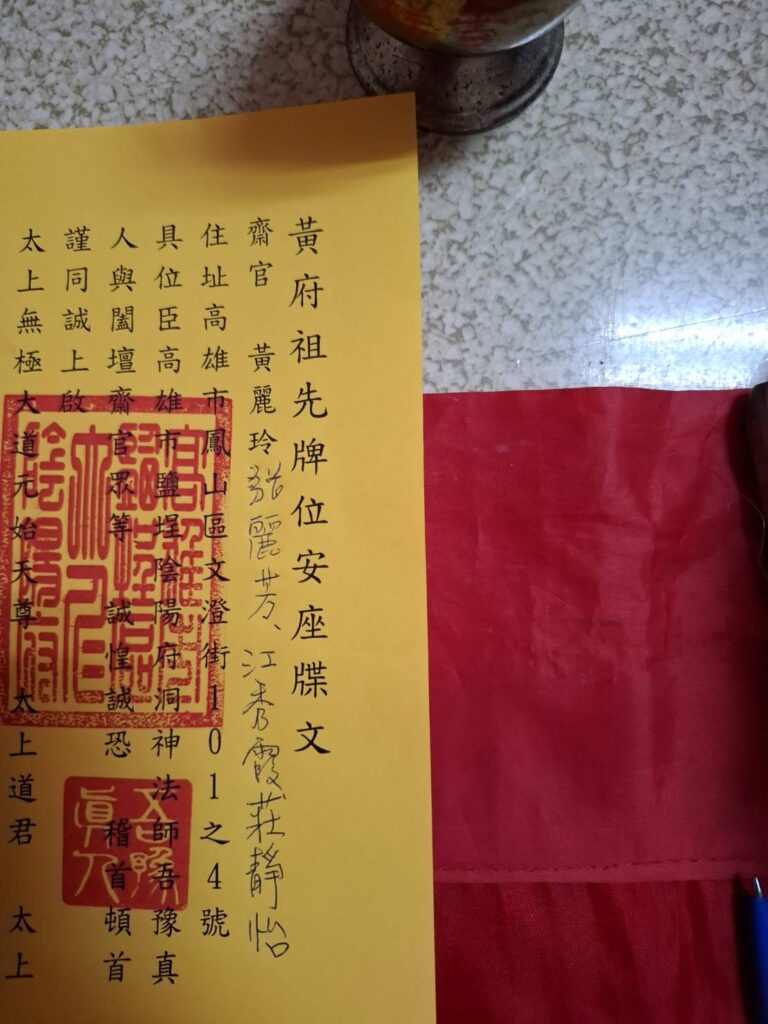 黃府祖先牌位安座牒文
齋官 黃麗玲 麗芳、江秀霞莊靜怡
住址高雄市鳳山區文澄街101之4號
具位臣高雄市鹽埕陰陽府洞神法師吾豫真
人與闔壇齋官眾等 誠惶誠恐 稽首頓首
謹同誠上啟
太上無極大道元始天尊 太上道君 太上
吾豫
真人